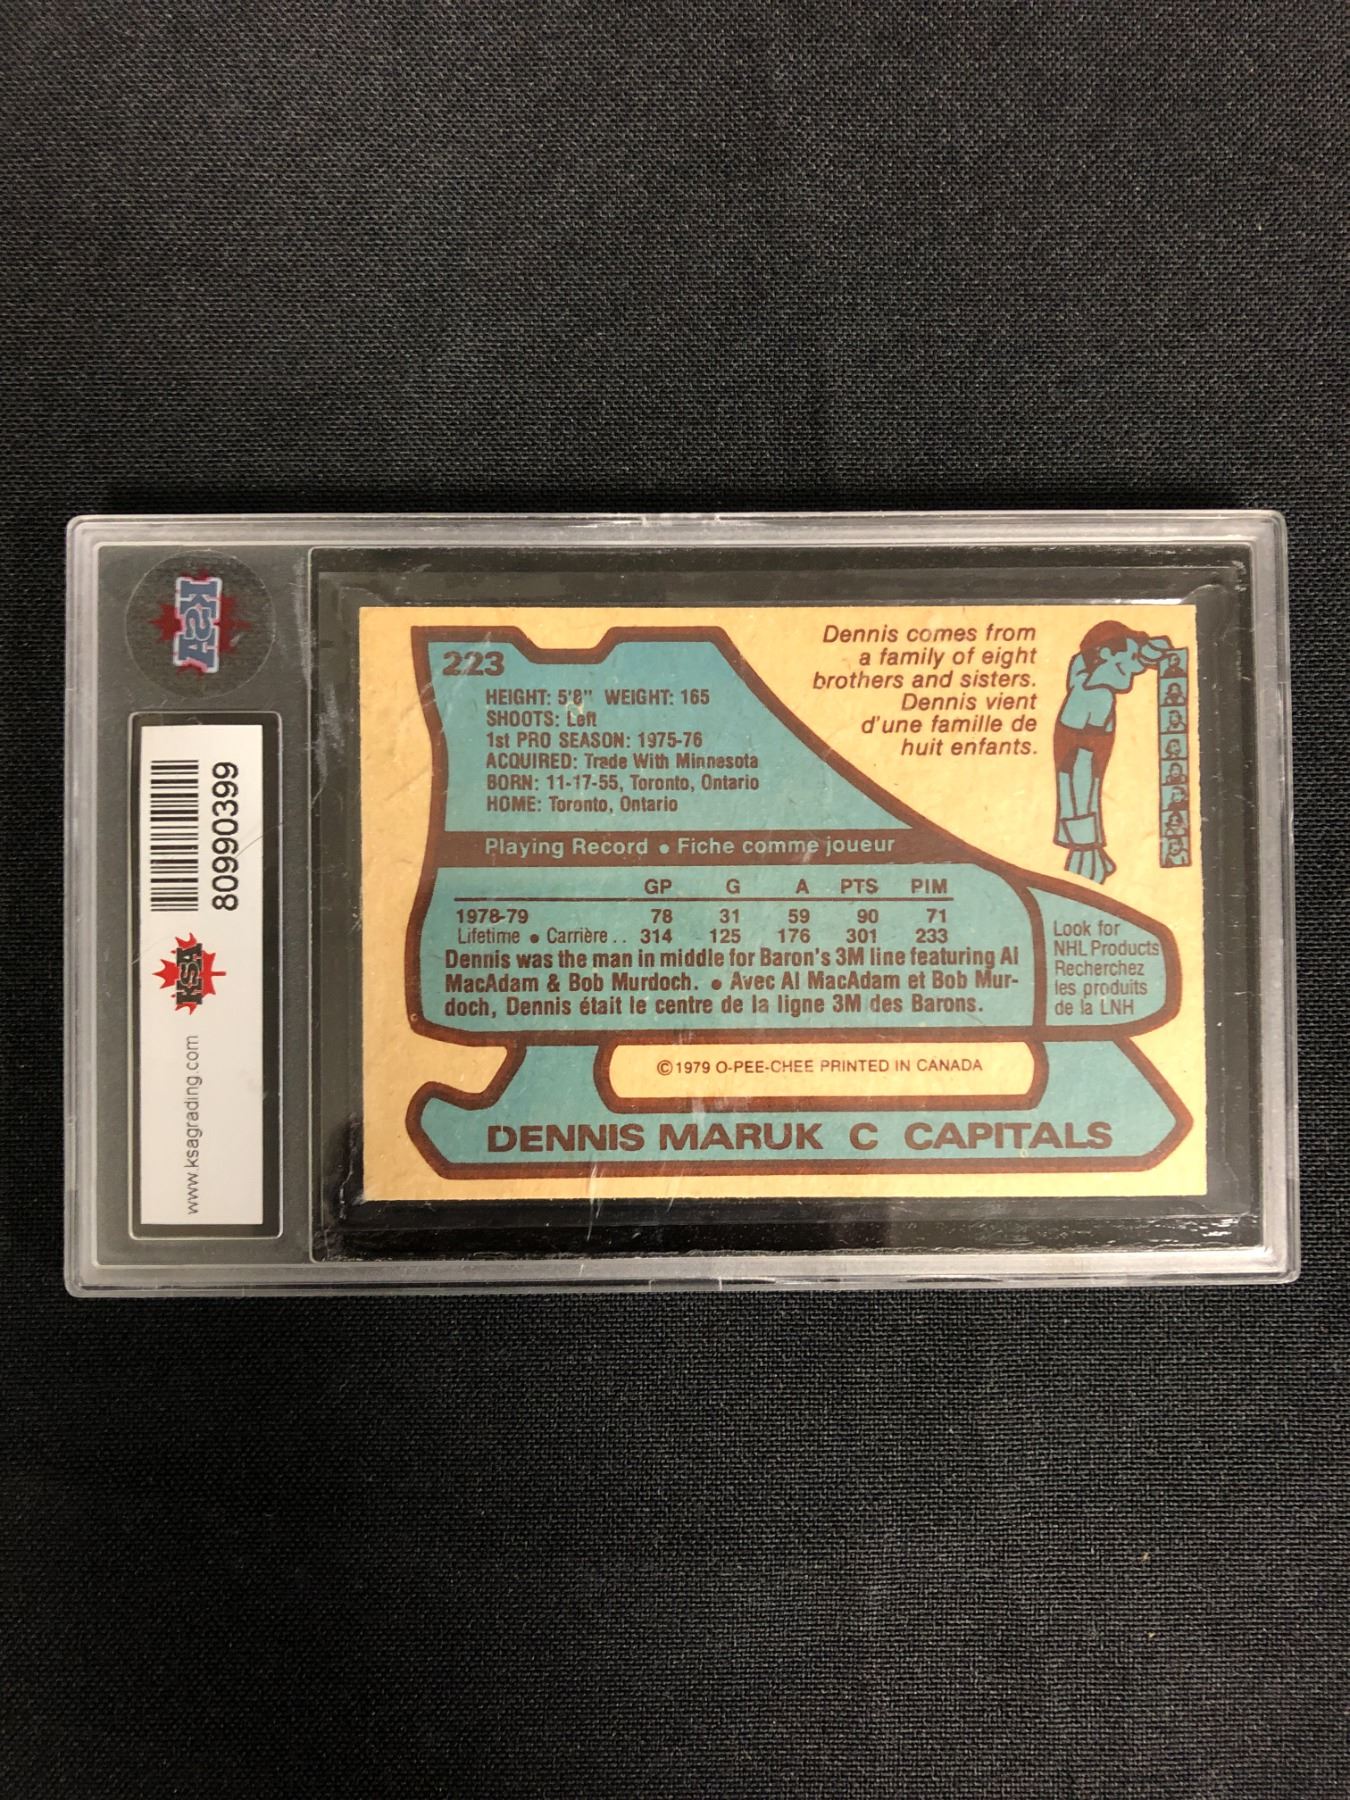 KSA
809990399
KSA
www.ksagrading.com
223
HEIGHT: 5'8" WEIGHT: 165
SHOOTS: Left
1st PRO SEASON: 1975-76
ACQUIRED: Trade With Minnesota
BORN: 11-17-55, Toronto, Ontario
HOME: Toronto, Ontario
Dennis comes from
a family of eight
brothers and sisters.
Dennis vient
d'une famille de
huit enfants.
Playing Record • Fiche comme joueur
GP G A PTS PIM
1978-79 78 31 59 90 71
Lifetime • Carrière .. 314 125 176 301 233
Dennis was the man in middle for Baron's 3M line featuring Al
MacAdam & Bob Murdoch. • Avec Al MacAdam et Bob Mur-
doch, Dennis était le centre de la ligne 3M des Barons.
Look for
NHL Products
Recherchez
les produits
de la LNH
©1979 O-PEE-CHEE PRINTED IN CANADA
DENNIS MARUK C CAPITALS